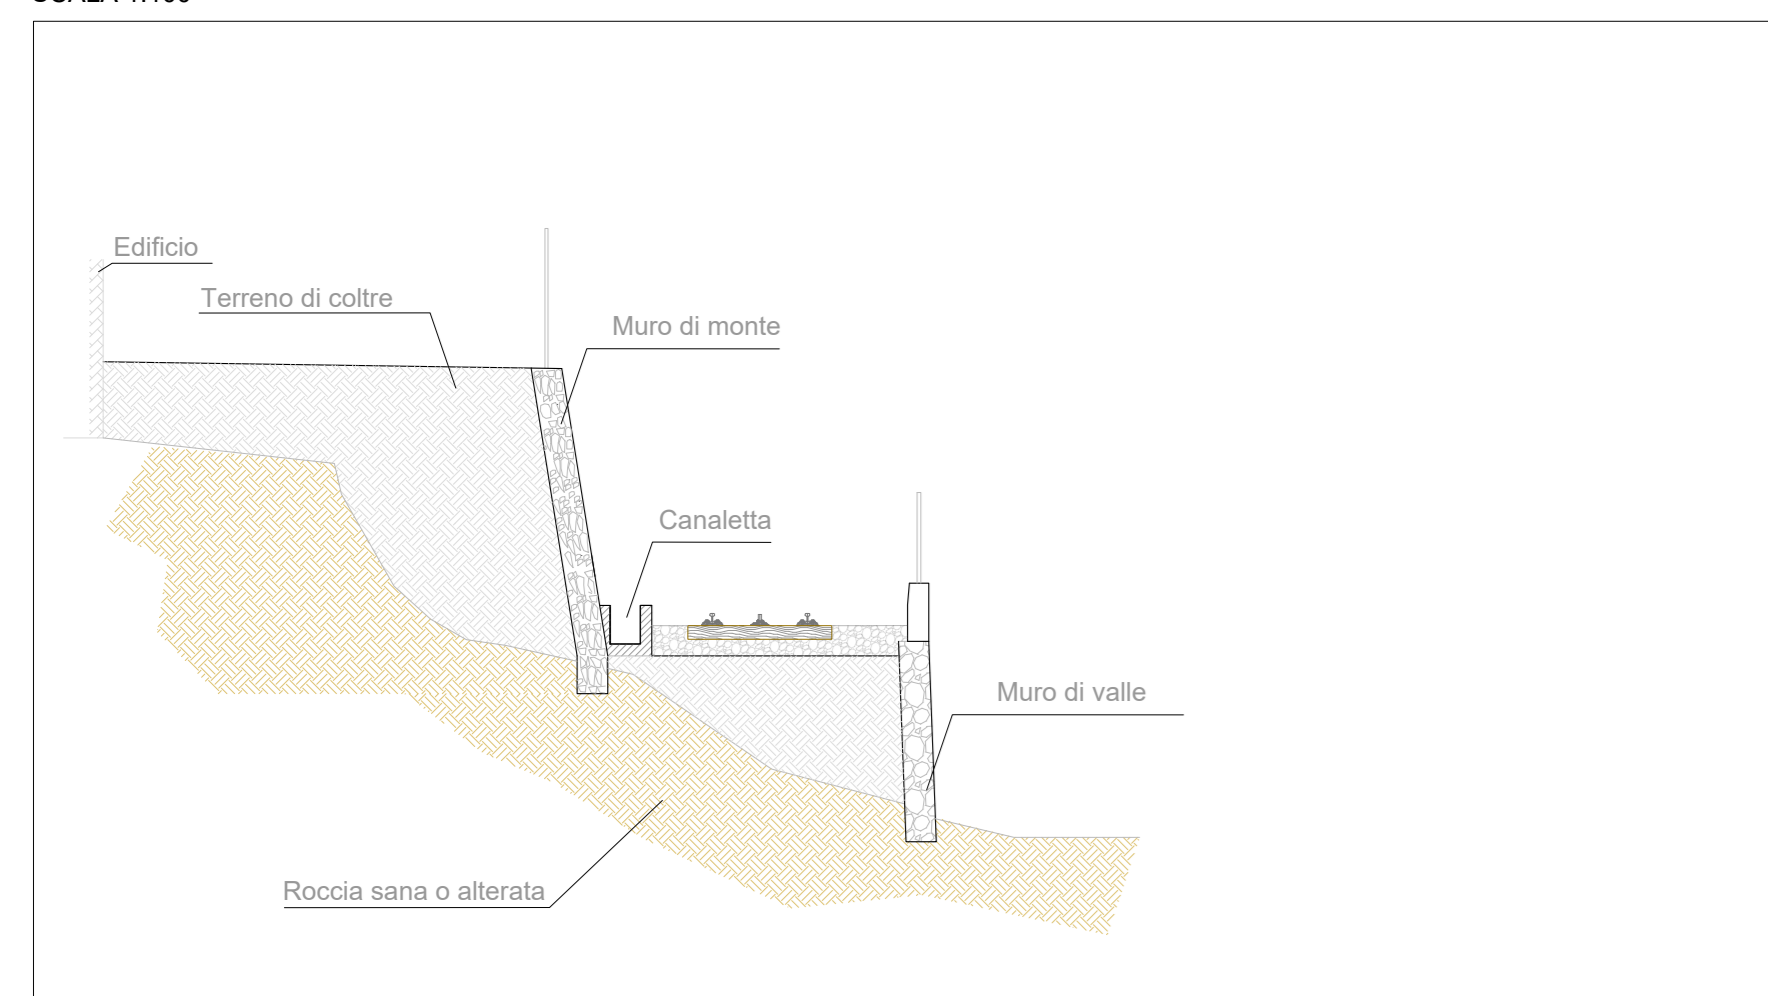 Edificio
Terreno di coltre
Muro di monte
Canaletta
Muro di valle
Roccia sana o alterata